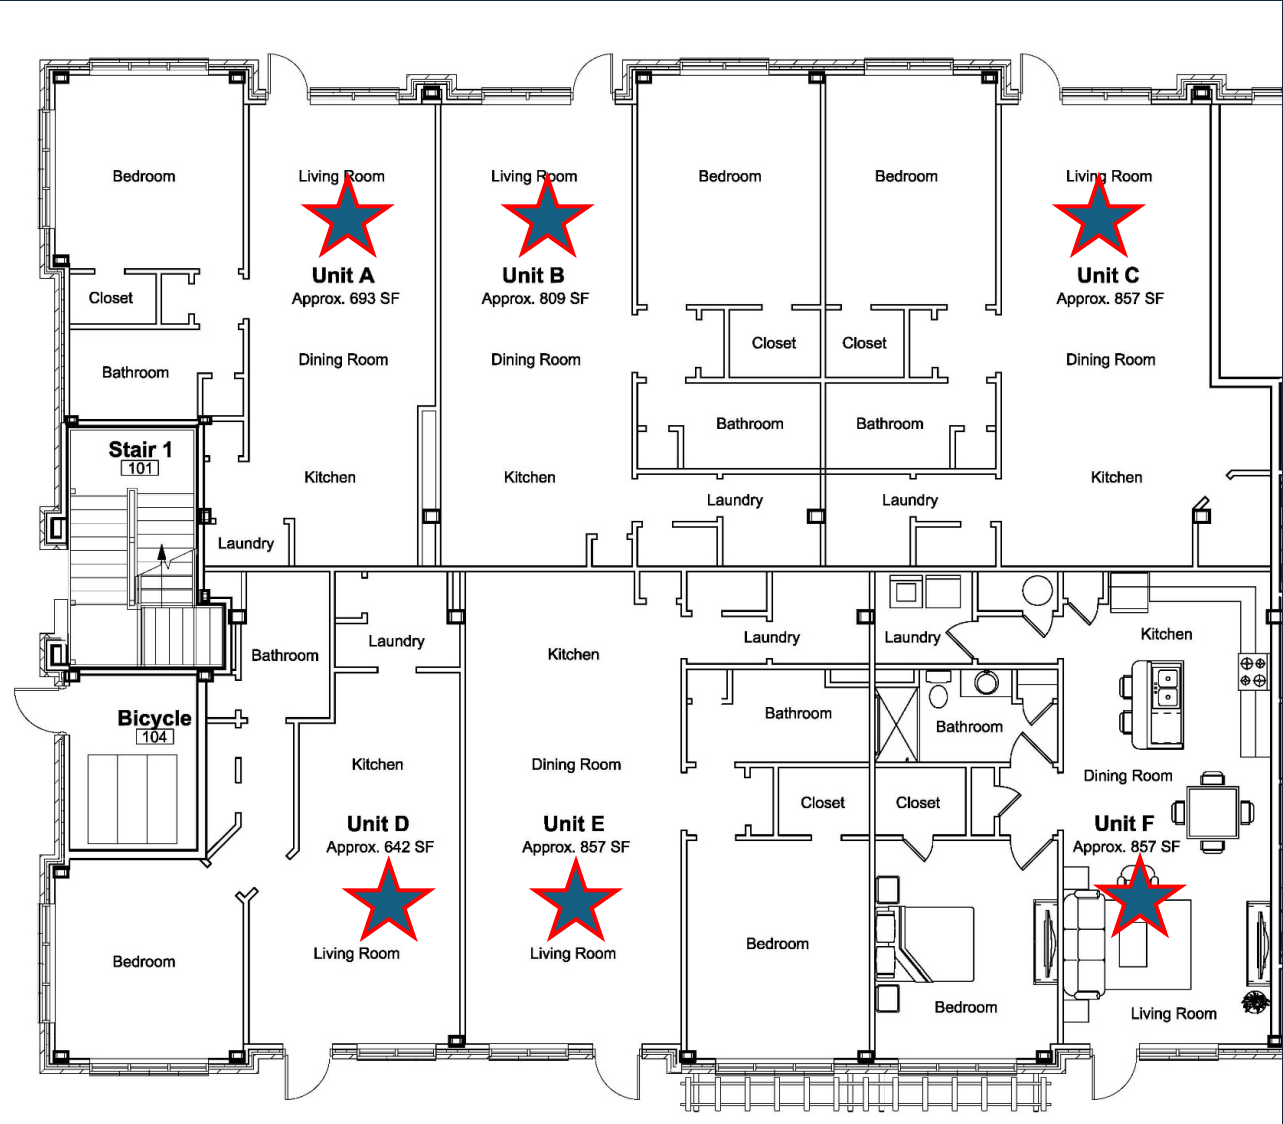 Bedroom
Living Room
Living Room
Bedroom
Bedroom
Living Room
Unit A
Approx. 693 SF
Unit B
Approx. 809 SF
Unit C
Approx. 857 SF
Closet
Closet
Closet
Dining Room
Dining Room
Dining Room
Bathroom
Bathroom
Bathroom
Stair 1
101
Kitchen
Kitchen
Kitchen
Laundry
Laundry
Laundry
Bathroom
Laundry
Kitchen
Laundry
Laundry
Kitchen
Bicycle
104
Bathroom
Bathroom
Kitchen
Dining Room
Dining Room
Closet
Closet
Unit D
Approx. 642 SF
Unit E
Approx. 857 SF
Unit F
Approx. 857 SF
Bedroom
Living Room
Living Room
Bedroom
Bedroom
Living Room